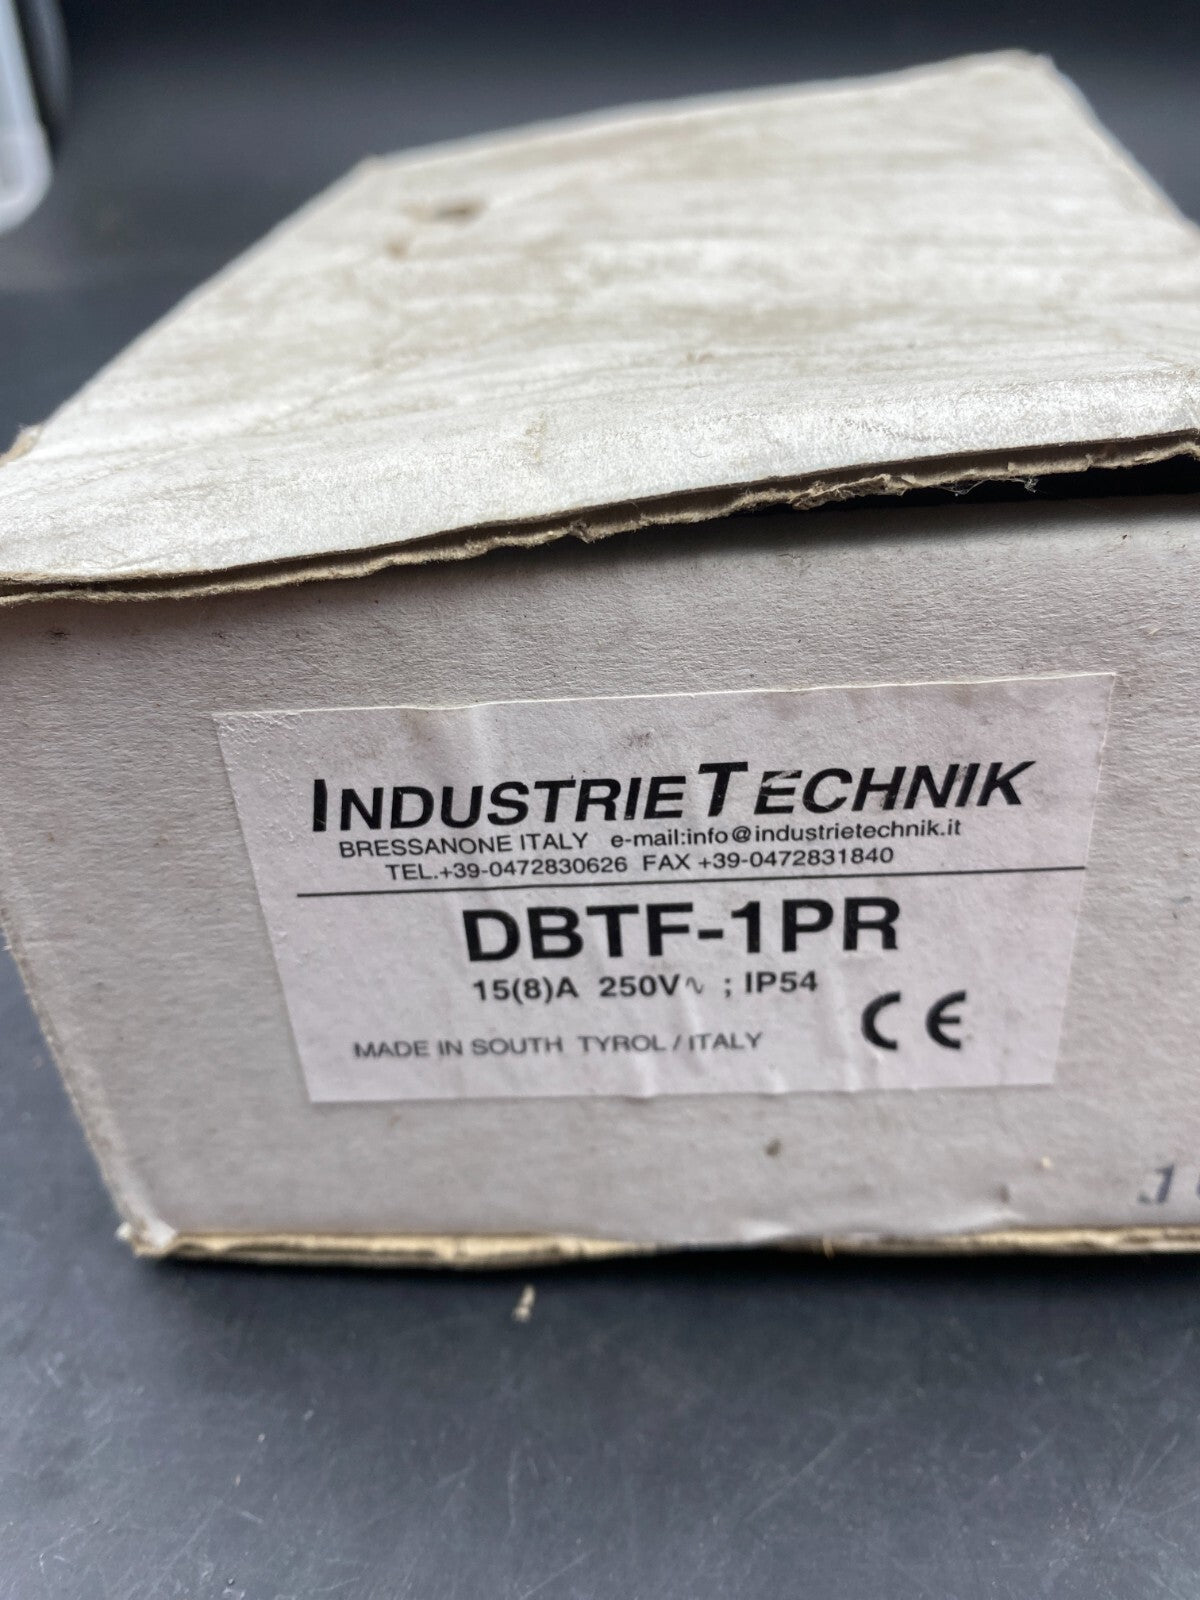 INDUSTRIETECHNIK
BRESSANONE ITALY e-mail:info@industrietechnik.it
TEL.+39-0472830626 FAX +39-0472831840
DBTF-1PR
15(8)A 250V∿ ; IP54
MADE IN SOUTH TYROL / ITALY
CE